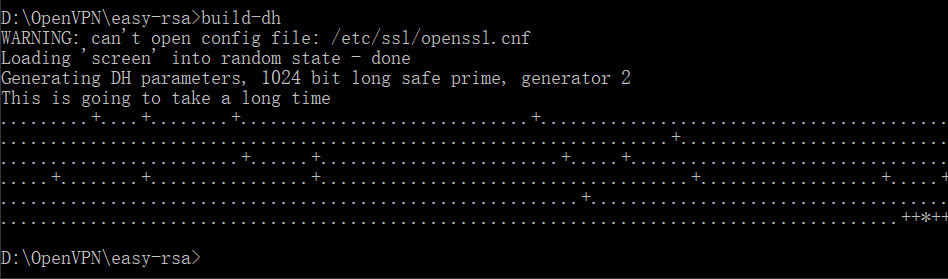 D:\OpenVPN\easy-rsa>build-dh
WARNING: can't open config file: /etc/ssl/openssl.cnf
Loading 'screen' into random state - done
Generating DH parameters, 1024 bit long safe prime, generator 2
This is going to take a long time
.........+....+........+.............................+.........................................
...................................................................+...........................
........................+......+........................+.....+................................
.....+........+................+.....................................+..................+.....+
..........................................................+....................................
..........................................................................................++*++
D:\OpenVPN\easy-rsa>